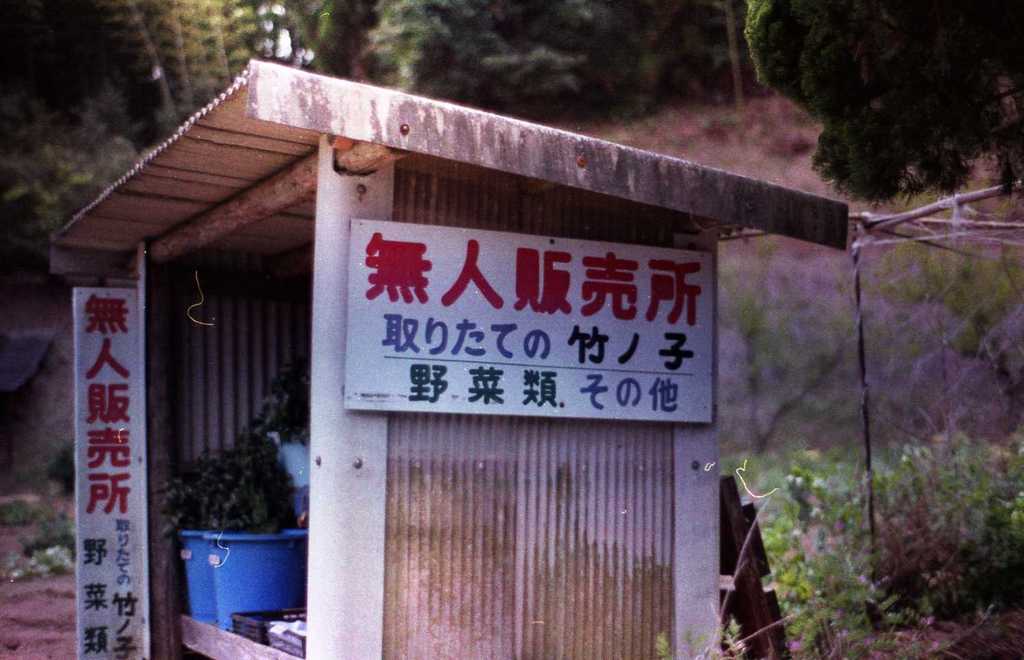 無人販売所
取りたての 竹ノ子
野菜類.その他
無人販売所
取りたての竹ノ子
野菜類